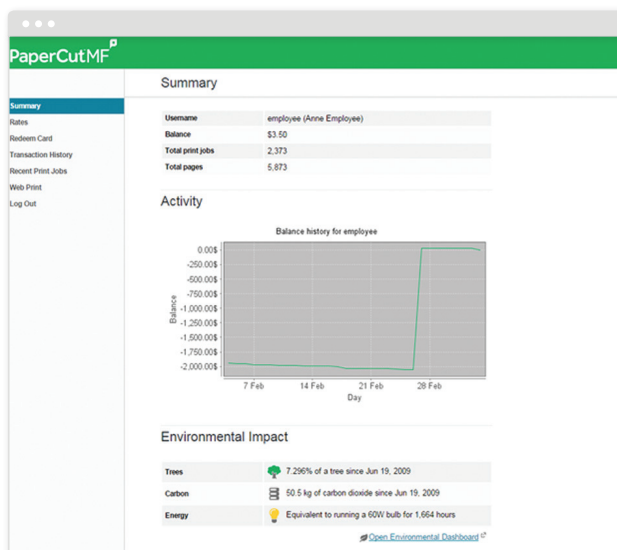 PaperCutMF
Summary
Summary
Rates
Redeem Card
Transaction History
Recent Print Jobs
Web Print
Log Out
Username employee (Anne Employee)
Balance $3.50
Total print jobs 2,373
Total pages 5,873
Activity
Balance history for employee
0.00$
-250.00$
-500.00$
-750.00$
-1,000.00$
-1,250.00$
-1,500.00$
-1,750.00$
-2,000.00$
Balance
7 Feb 14 Feb 21 Feb 28 Feb
Day
Environmental Impact
Trees 7.296% of a tree since Jun 19, 2009
Carbon 50.5 kg of carbon dioxide since Jun 19, 2009
Energy Equivalent to running a 60W bulb for 1,664 hours
Open Environmental Dashboard